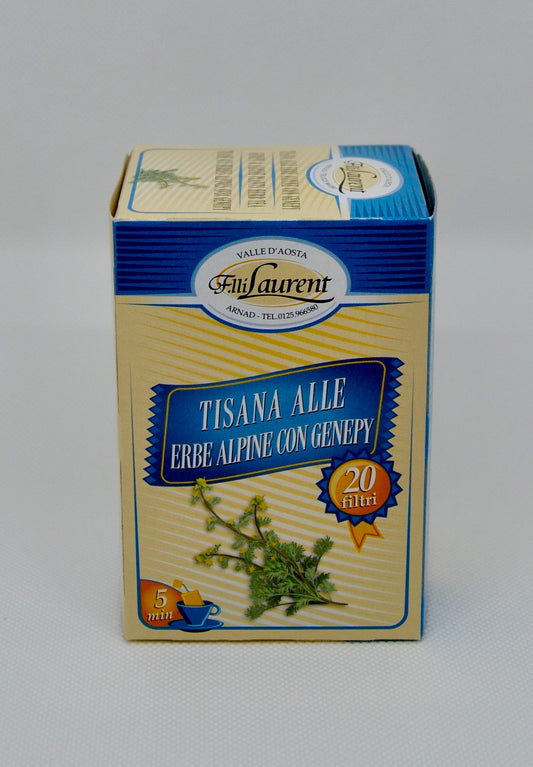 VALLE D'AOSTA
F.lli Laurent
ARNAD - TEL.0125.966580
TISANA ALLE
ERBE ALPINE CON GENEPY
20
filtri
5
min